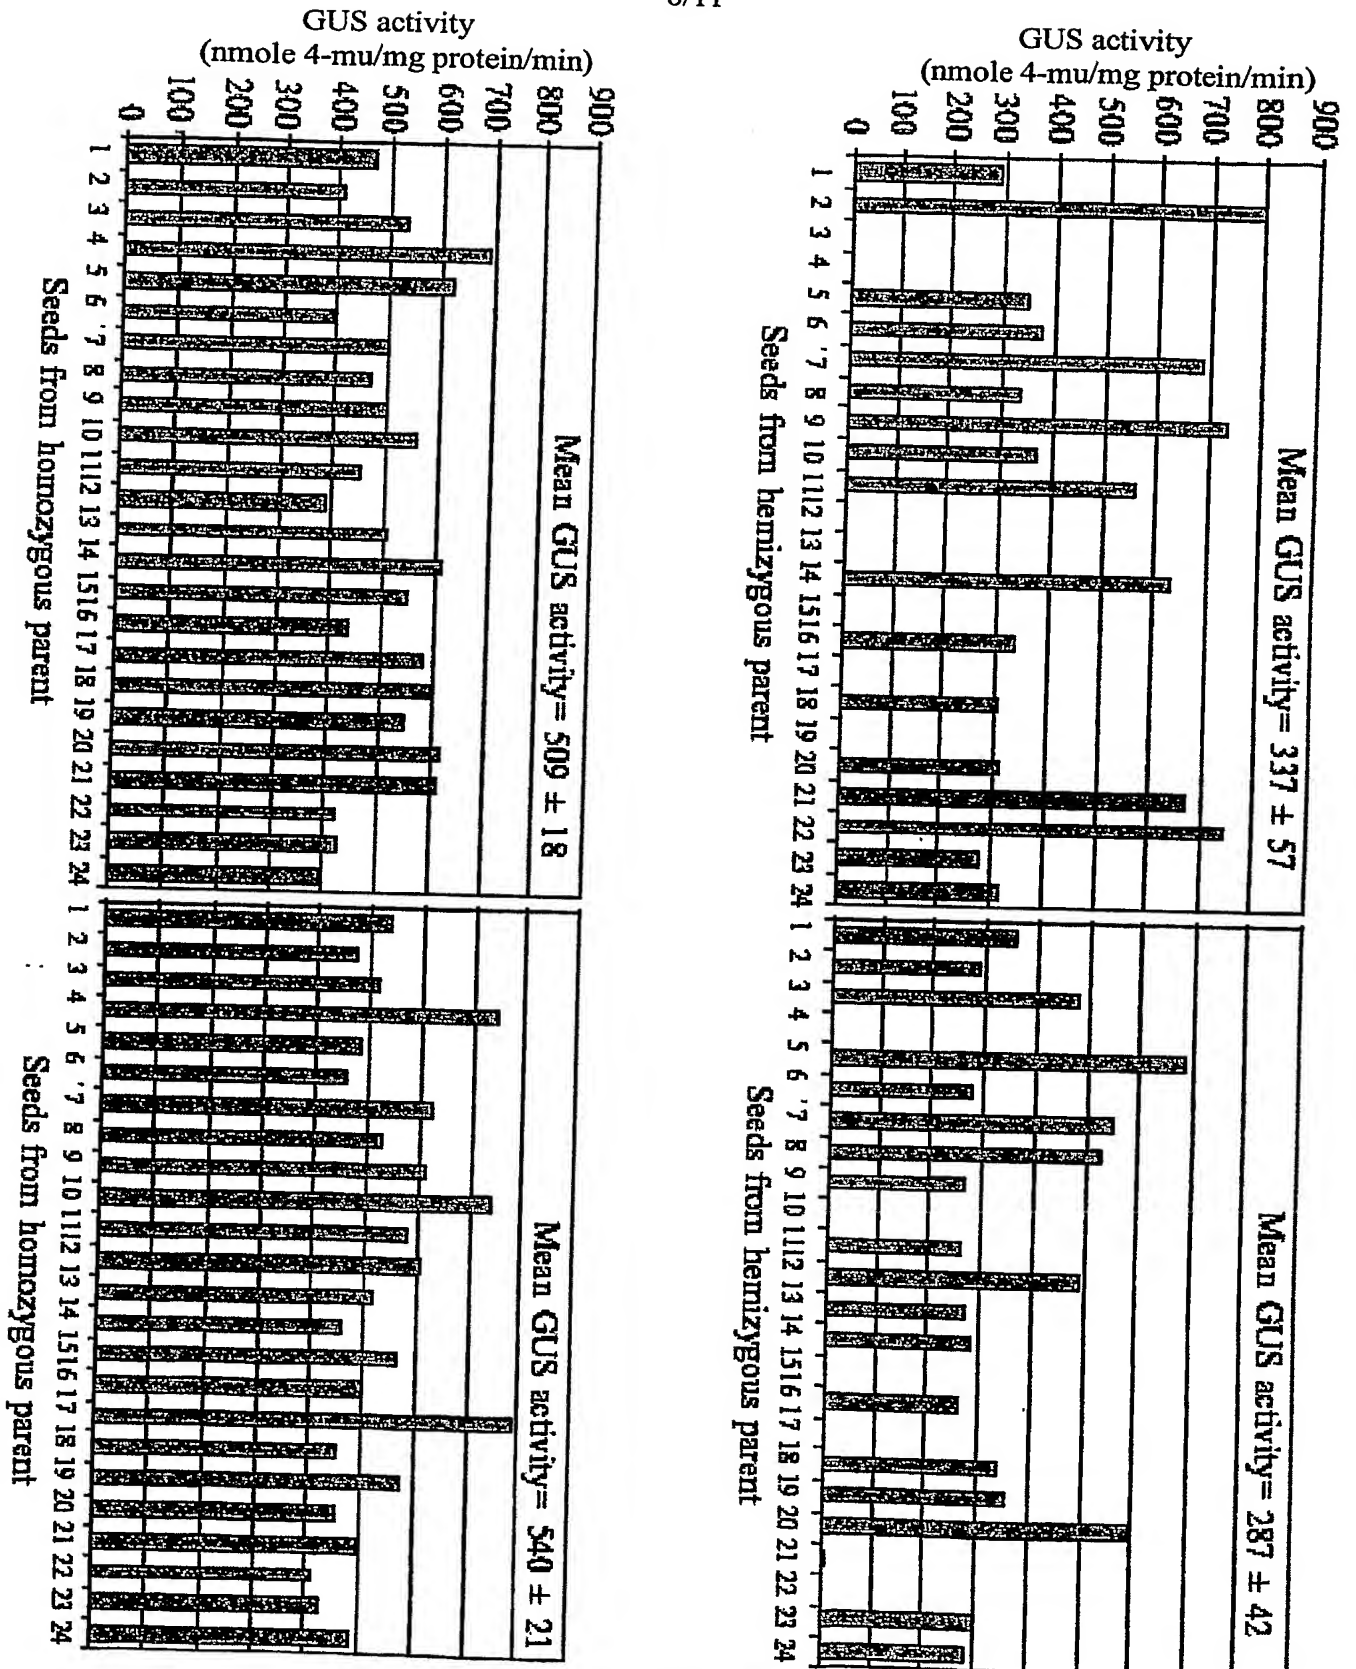 GUS activity
(nmole 4-mu/mg protein/min)
900
800
700
600
500
400
300
200
100
0
Mean GUS activity= 337 ± 57
1 2 3 4 5 6 7 8 9 10 11 12 13 14 15 16 17 18 19 20 21 22 23 24
Seeds from hemizygous parent
Mean GUS activity= 287 ± 42
1 2 3 4 5 6 7 8 9 10 11 12 13 14 15 16 17 18 19 20 21 22 23 24
Seeds from hemizygous parent
GUS activity
(nmole 4-mu/mg protein/min)
900
800
700
600
500
400
300
200
100
0
Mean GUS activity= 509 ± 18
1 2 3 4 5 6 7 8 9 10 11 12 13 14 15 16 17 18 19 20 21 22 23 24
Seeds from homozygous parent
Mean GUS activity= 540 ± 21
1 2 3 4 5 6 7 8 9 10 11 12 13 14 15 16 17 18 19 20 21 22 23 24
Seeds from homozygous parent